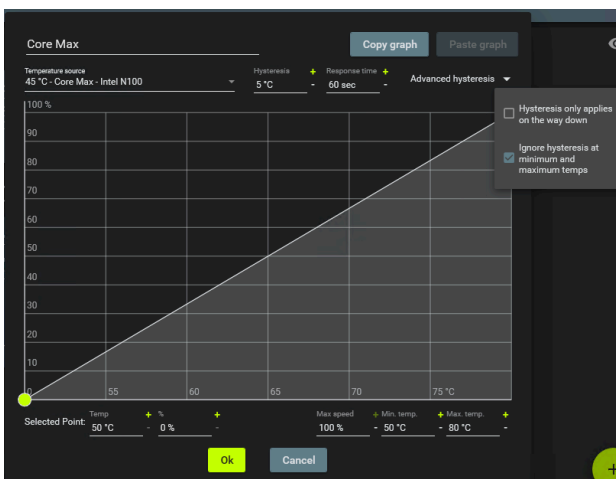 Core Max
Copy graph
Paste graph
Temperature source
45 °C - Core Max - Intel N100
Hysteresis
+
5 °C
-
Response time
+
60 sec
-
Advanced hysteresis
Hysteresis only applies
on the way down
Ignore hysteresis at
minimum and
maximum temps
100 %
90
80
70
60
50
40
30
20
10
0
55
60
65
70
75 °C
Selected Point:
Temp
+
50 °C
-
%
+
0 %
-
Max speed
+
100 %
-
Min. temp.
+
50 °C
-
Max. temp.
+
80 °C
-
Ok
Cancel
+